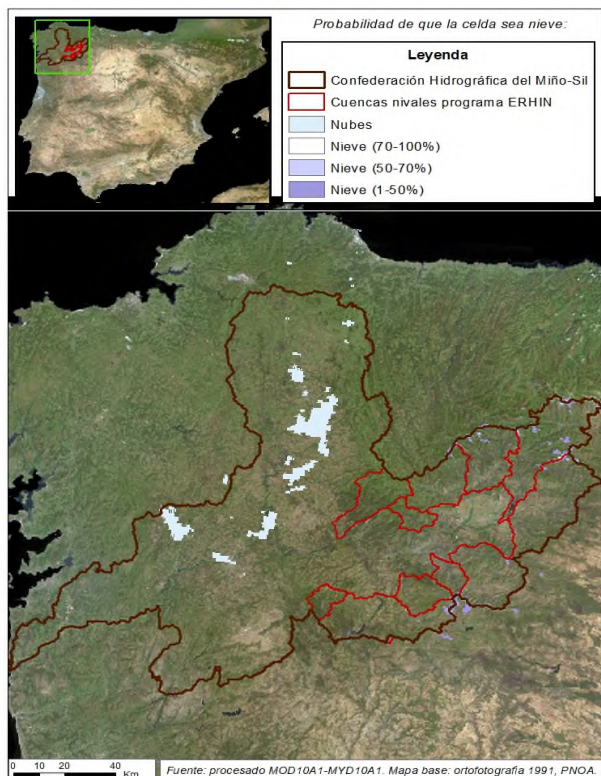 Probabilidad de que la celda sea nieve:
Leyenda
Confederación Hidrográfica del Miño-Sil
Cuencas nivales programa ERHIN
Nubes
Nieve (70-100%)
Nieve (50-70%)
Nieve (1-50%)
0 10 20 40
Km
Fuente: procesado MOD10A1-MYD10A1. Mapa base: ortofotografía 1991, PNOA.